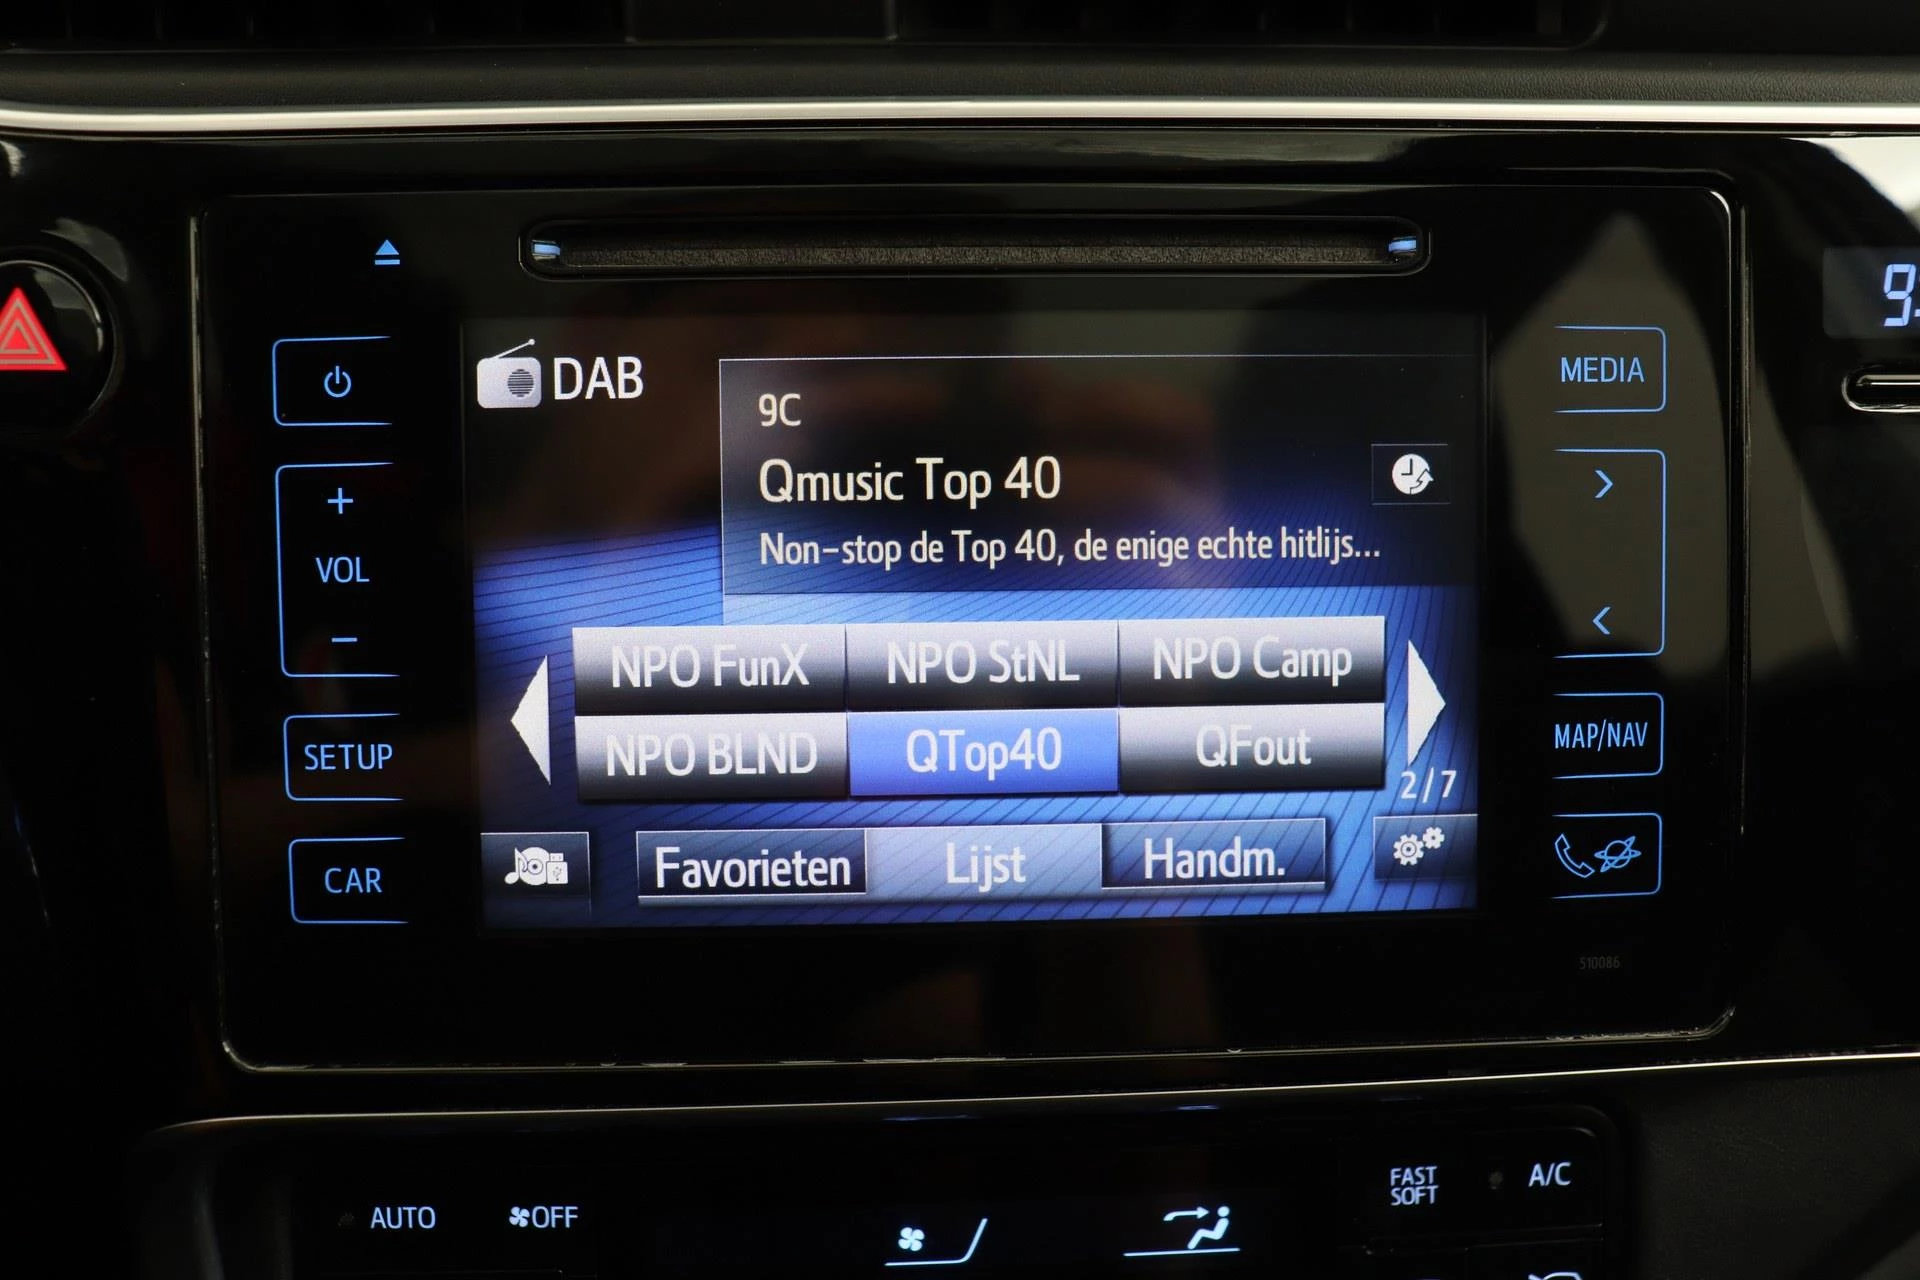 DAB
9C
Qmusic Top 40
Non-stop de Top 40, de enige echte hitlijs...
NPO FunX NPO StNL NPO Camp
NPO BLND QTop40 QFout
2/7
Favorieten Lijst Handm.
+
VOL
-
SETUP
CAR
MEDIA
>
<
MAP/NAV
510086
9:
AUTO OFF
FAST
SOFT
A/C